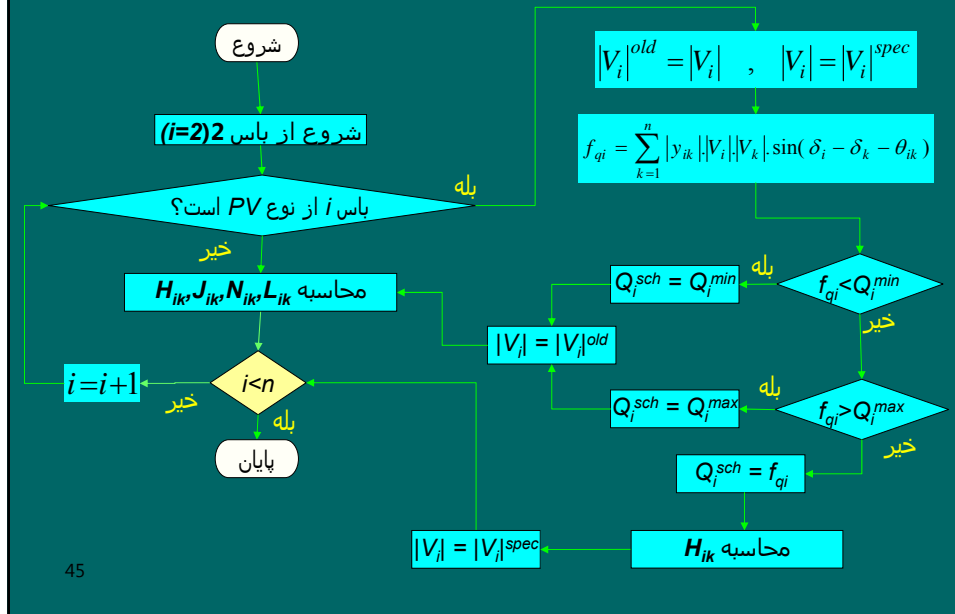 شروع
شروع از باس 2(i=2)
باس i از نوع PV است؟
بله
خیر
محاسبه H_ik,J_ik,N_ik,L_ik
i<n
خیر
i=i+1
بله
پایان
|V_i|^old = |V_i| , |V_i| = |V_i|^spec
f_qi = \sum_{k=1}^{n} |y_ik|.|V_i|.|V_k|.sin( δ_i − δ_k − θ_ik )
f_qi<Q_i^min
بله
Q_i^sch = Q_i^min
خیر
|V_i| = |V_i|^old
f_qi>Q_i^max
بله
Q_i^sch = Q_i^max
خیر
Q_i^sch = f_qi
محاسبه H_ik
|V_i| = |V_i|^spec
45